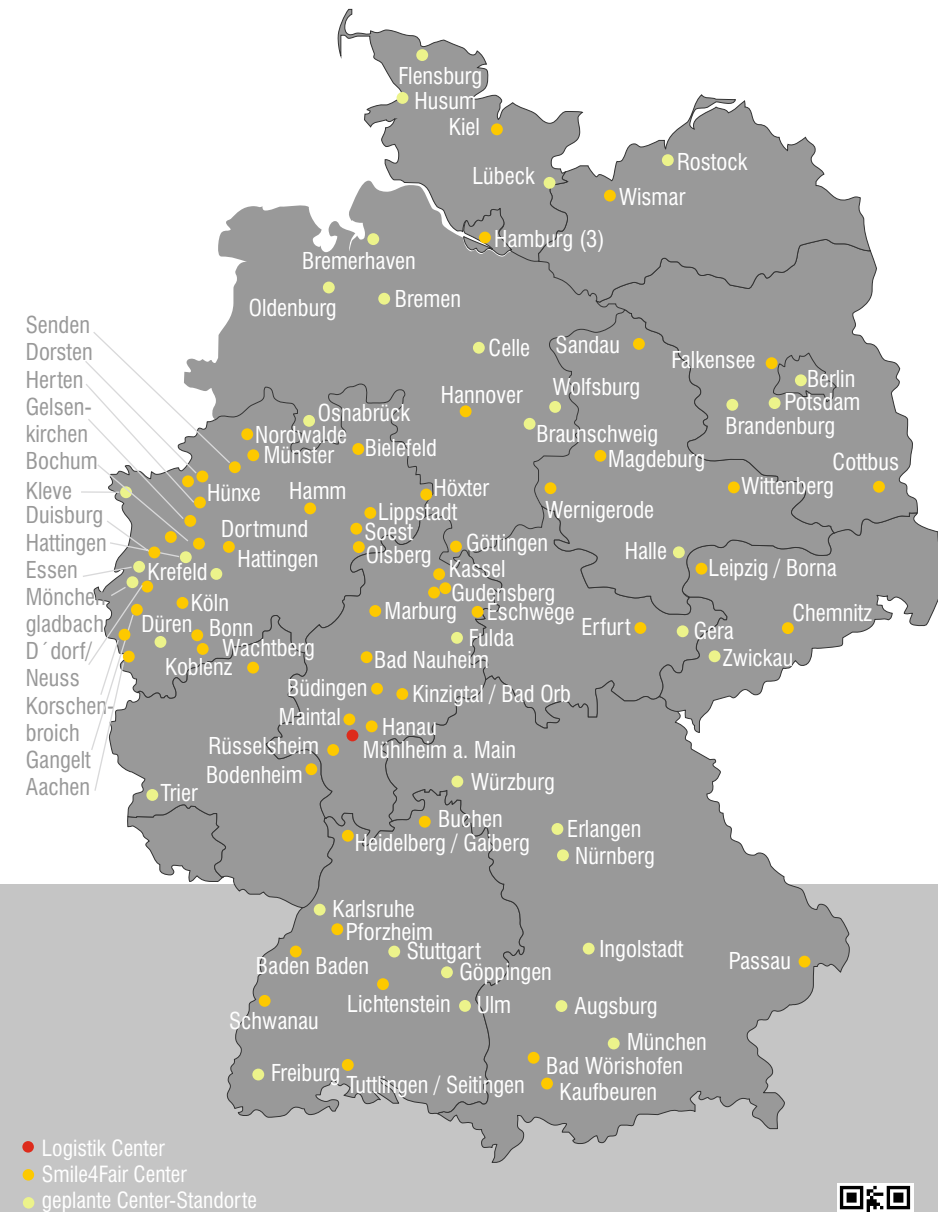 Flensburg
Husum
Kiel
Rostock
Lübeck
Wismar
Hamburg (3)
Bremerhaven
Oldenburg
Bremen
Senden
Dorsten
Herten
Gelsen-
kirchen
Bochum
Kleve
Duisburg
Hattingen
Essen
Mönchen
gladbach
D´dorf/
Neuss
Korschen-
broich
Gangelt
Aachen
Celle
Sandau
Falkensee
Berlin
Wolfsburg
Potsdam
Hannover
Brandenburg
Osnabrück
Braunschweig
Nordwalde
Bielefeld
Münster
Magdeburg
Cottbus
Hünxe
Hamm
Höxter
Wittenberg
Lippstadt
Wernigerode
Dortmund
Soest
Hattingen
Olsberg
Göttingen
Halle
Krefeld
Kassel
Leipzig / Borna
Gudensberg
Köln
Marburg
Eschwege
Chemnitz
Düren
Bonn
Erfurt
Gera
Wachtberg
Fulda
Koblenz
Bad Nauheim
Zwickau
Büdingen
Kinzigtal / Bad Orb
Maintal
Hanau
Rüsselsheim
Mühlheim a. Main
Bodenheim
Würzburg
Trier
Buchen
Erlangen
Heidelberg / Gaiberg
Nürnberg
Karlsruhe
Pforzheim
Stuttgart
Ingolstadt
Baden Baden
Göppingen
Passau
Lichtenstein
Ulm
Augsburg
Schwanau
München
Freiburg
Bad Wörishofen
Tuttlingen / Seitingen
Kaufbeuren
Logistik Center
Smile4Fair Center
geplante Center-Standorte